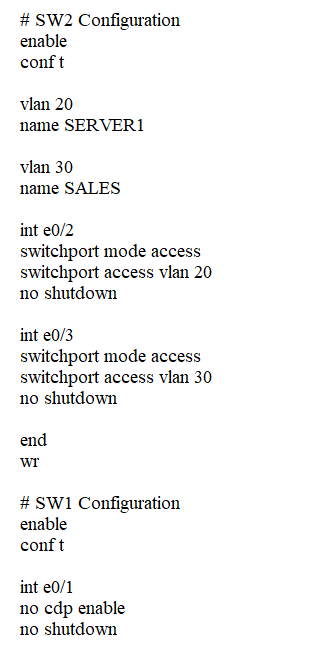 # SW2 Configuration
enable
conf t
vlan 20
name SERVER1
vlan 30
name SALES
int e0/2
switchport mode access
switchport access vlan 20
no shutdown
int e0/3
switchport mode access
switchport access vlan 30
no shutdown
end
wr
# SW1 Configuration
enable
conf t
int e0/1
no cdp enable
no shutdown